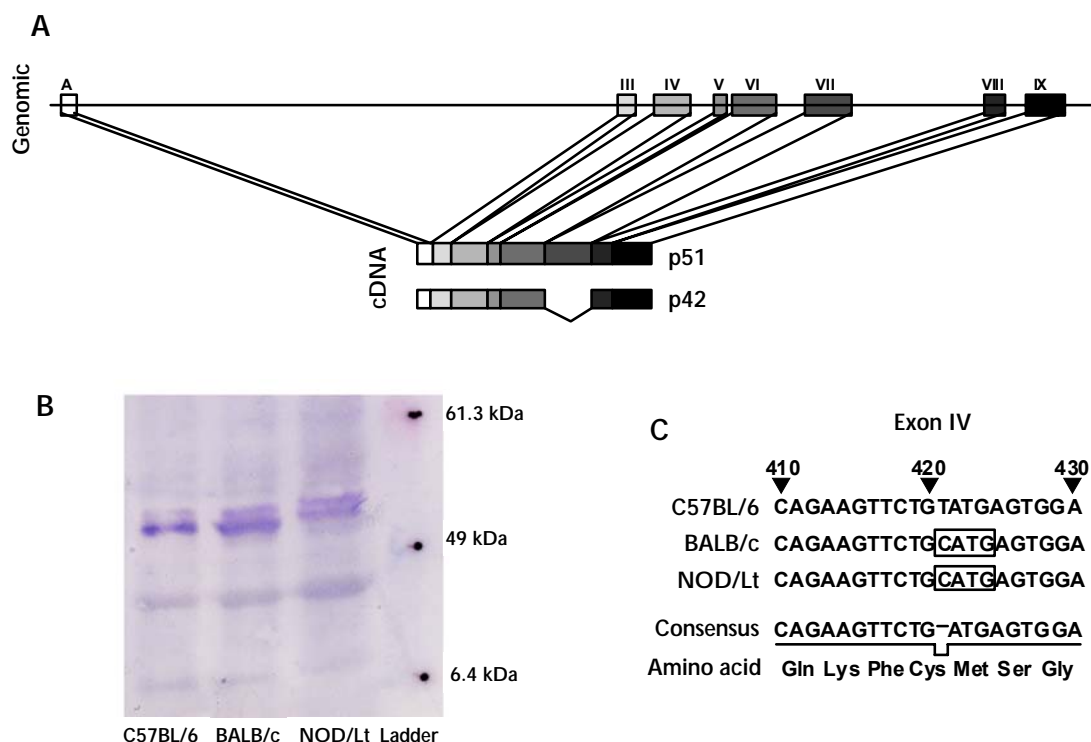 A
Genomic
A III IV V VI VII VIII IX
cDNA
p51
p42
B
61.3 kDa
49 kDa
6.4 kDa
C57BL/6 BALB/c NOD/Lt Ladder
C
Exon IV
410 420 430
C57BL/6 CAGAAGTTCTGTATGAGTGGA
BALB/c CAGAAGTTCTGCATGAGTGGA
NOD/Lt CAGAAGTTCTGCATGAGTGGA
Consensus CAGAAGTTCTG–ATGAGTGGA
Amino acid Gln Lys Phe Cys Met Ser Gly